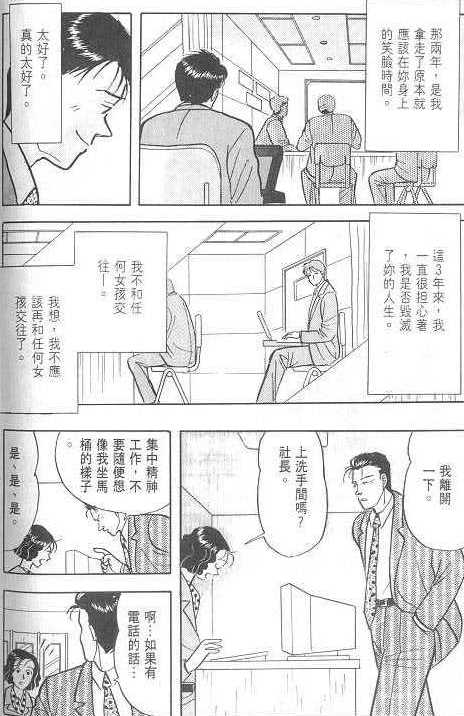 那兩年，是我
拿走了原本就
應該在妳身上
的笑臉時間。
太好了。
真的太好了。
這3年來，我
一直很担心著
，我是否毀滅
了妳的人生。
我不和任
何女孩交
往—。
我想，我不應
該再和任何女
孩交往了。
我離開
一下。
上洗手間嗎？
社長。
集中精神
工作，不
要隨便想
像我坐馬
桶的樣子
。
是、是、是。
啊…如果有
電話的話…